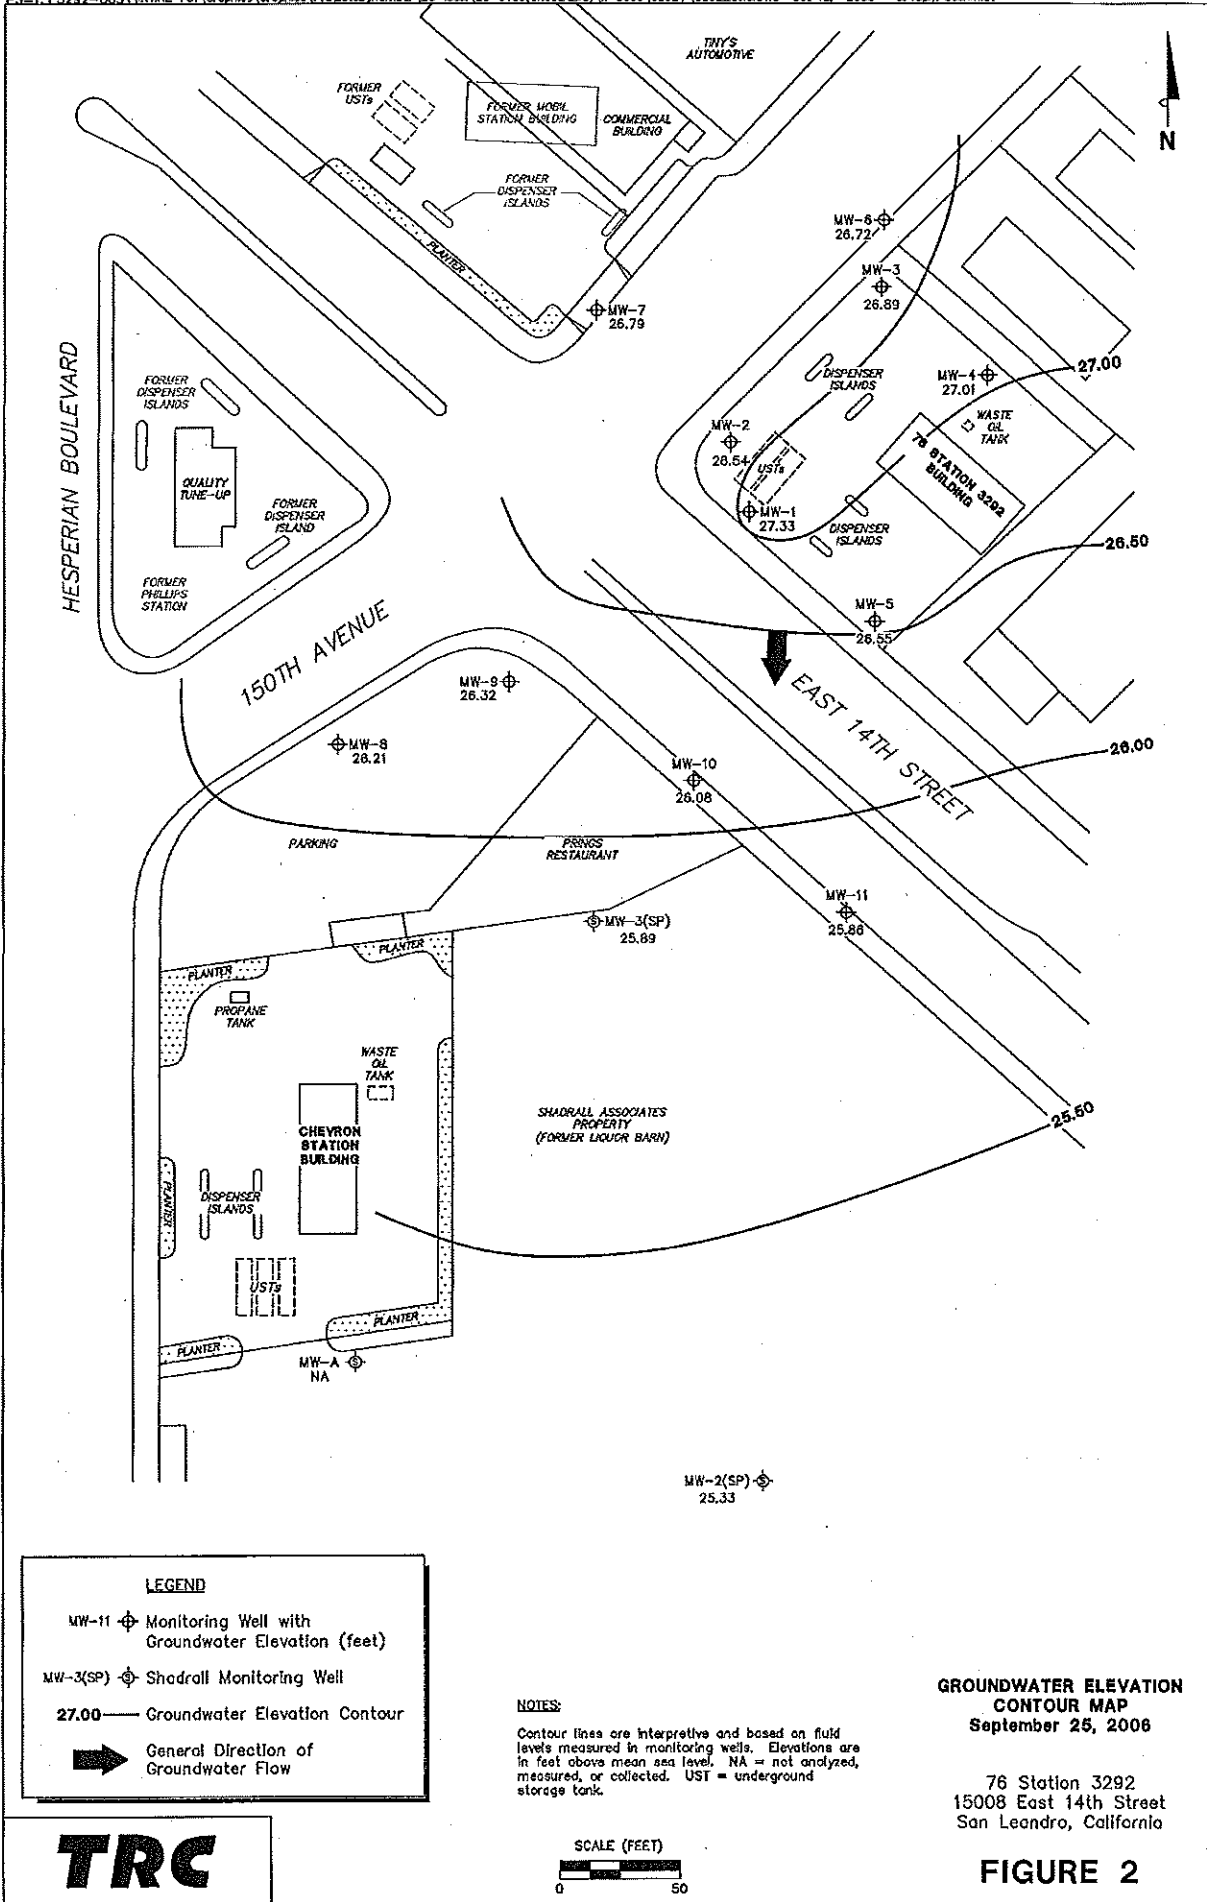 TINY'S
AUTOMOTIVE
FORMER
USTs
FORMER MOBIL
STATION BUILDING
COMMERCIAL
BUILDING
N
FORMER
DISPENSER
ISLANDS
PLANTER
MW-6
26.72
MW-3
26.89
MW-7
26.79
HESPERIAN BOULEVARD
FORMER
DISPENSER
ISLANDS
DISPENSER
ISLANDS
MW-4
27.01
27.00
WASTE
OIL
TANK
MW-2
26.54
USTs
76 STATION 3292
BUILDING
QUALITY
TUNE-UP
FORMER
DISPENSER
ISLAND
MW-1
27.33
DISPENSER
ISLANDS
26.50
FORMER
PHILLIPS
STATION
MW-5
26.55
150TH AVENUE
MW-9
26.32
EAST 14TH STREET
MW-8
26.21
26.00
MW-10
26.08
PARKING
PRINGS
RESTAURANT
MW-11
25.86
MW-3(SP)
25.89
PLANTER
PLANTER
PROPANE
TANK
WASTE
OIL
TANK
SHADRALL ASSOCIATES
PROPERTY
(FORMER LIQUOR BARN)
25.50
CHEVRON
STATION
BUILDING
PLANTER
DISPENSER
ISLANDS
USTs
PLANTER
PLANTER
MW-A
NA
MW-2(SP)
25.33
LEGEND
MW-11 Monitoring Well with
Groundwater Elevation (feet)
MW-3(SP) Shadrall Monitoring Well
27.00 Groundwater Elevation Contour
General Direction of
Groundwater Flow
NOTES:
Contour lines are interpretive and based on fluid
levels measured in monitoring wells. Elevations are
in feet above mean sea level. NA = not analyzed,
measured, or collected. UST = underground
storage tank.
SCALE (FEET)
0 50
GROUNDWATER ELEVATION
CONTOUR MAP
September 25, 2006
76 Station 3292
15008 East 14th Street
San Leandro, California
FIGURE 2
TRC